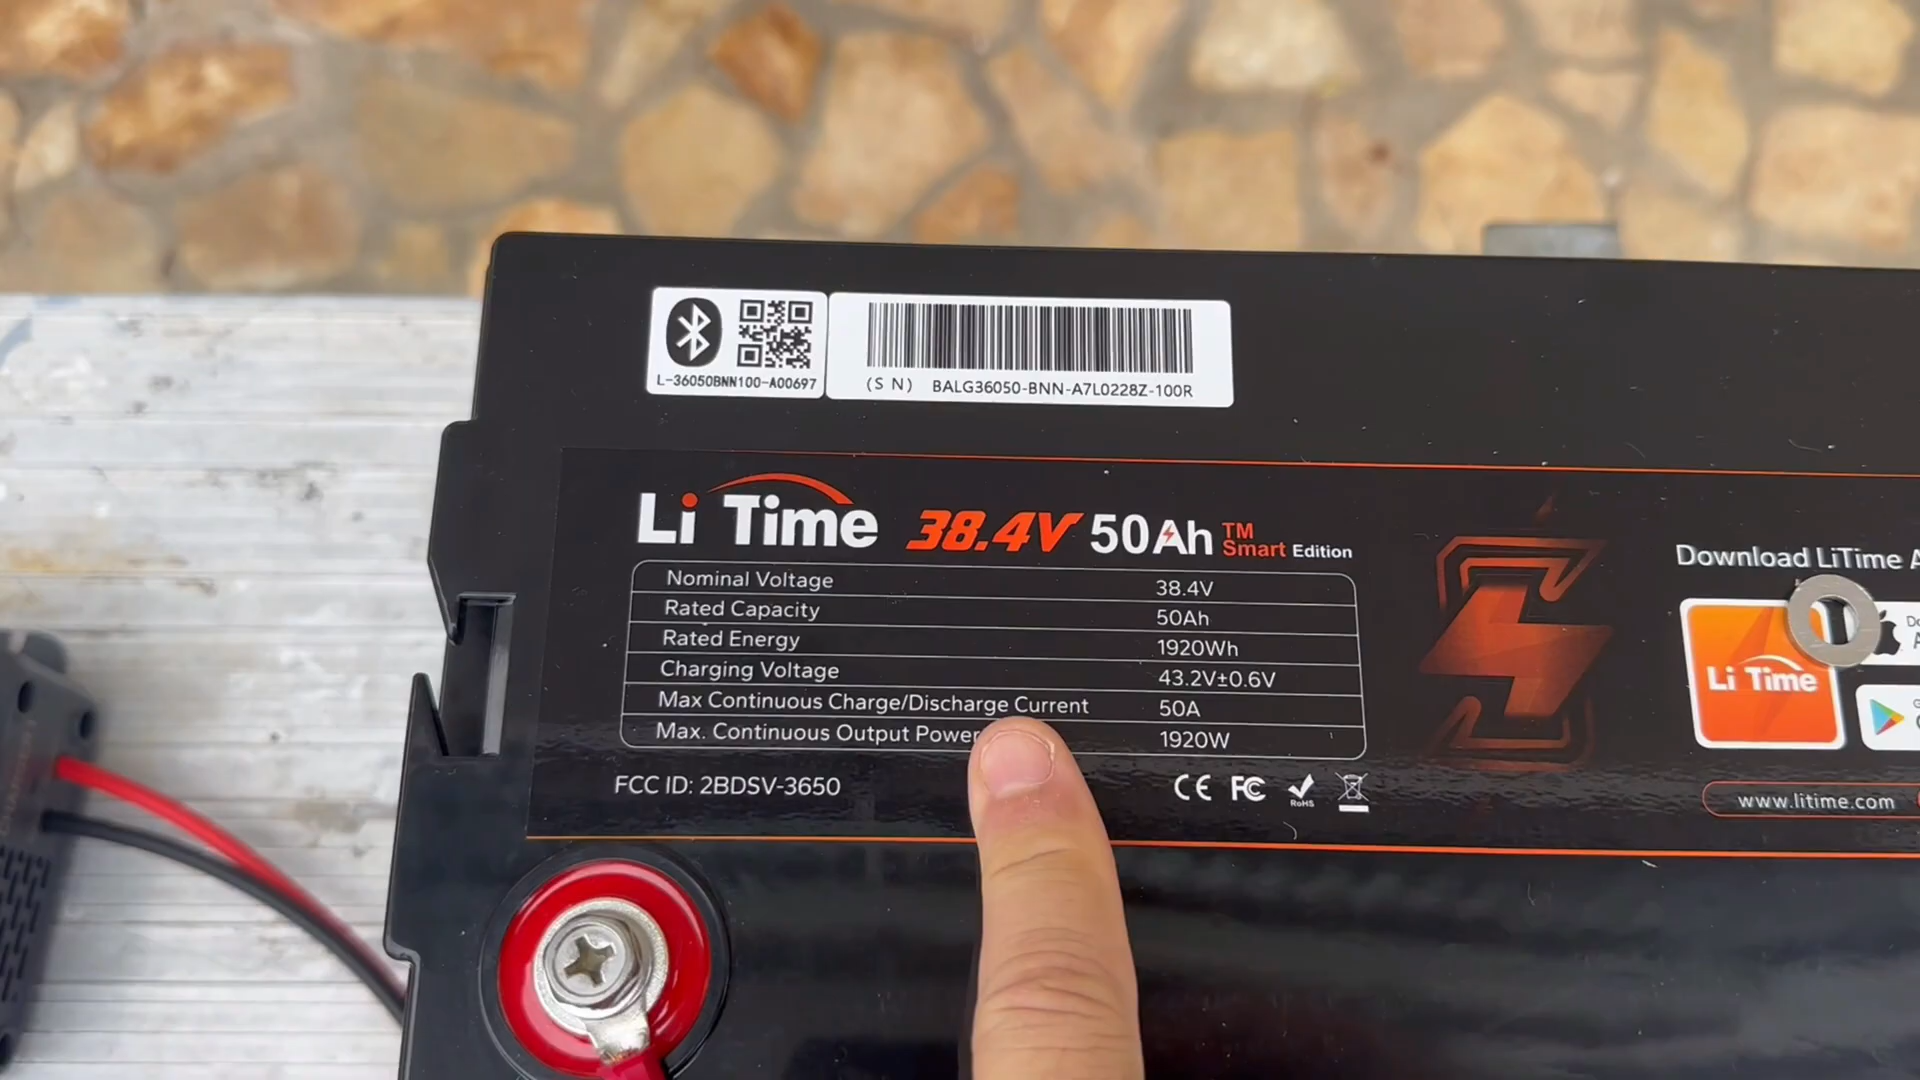 L-36050BNN100-A00697
(SN) BALG36050-BNN-A7L0228Z-100R
Li Time 38.4V 50Ah TM Smart Edition
Nominal Voltage 38.4V
Rated Capacity 50Ah
Rated Energy 1920Wh
Charging Voltage 43.2V±0.6V
Max Continuous Charge/Discharge Current 50A
Max. Continuous Output Power 1920W
FCC ID: 2BDSV-3650
CE FC RoHS
Download LiTime A
Li Time
www.litime.com